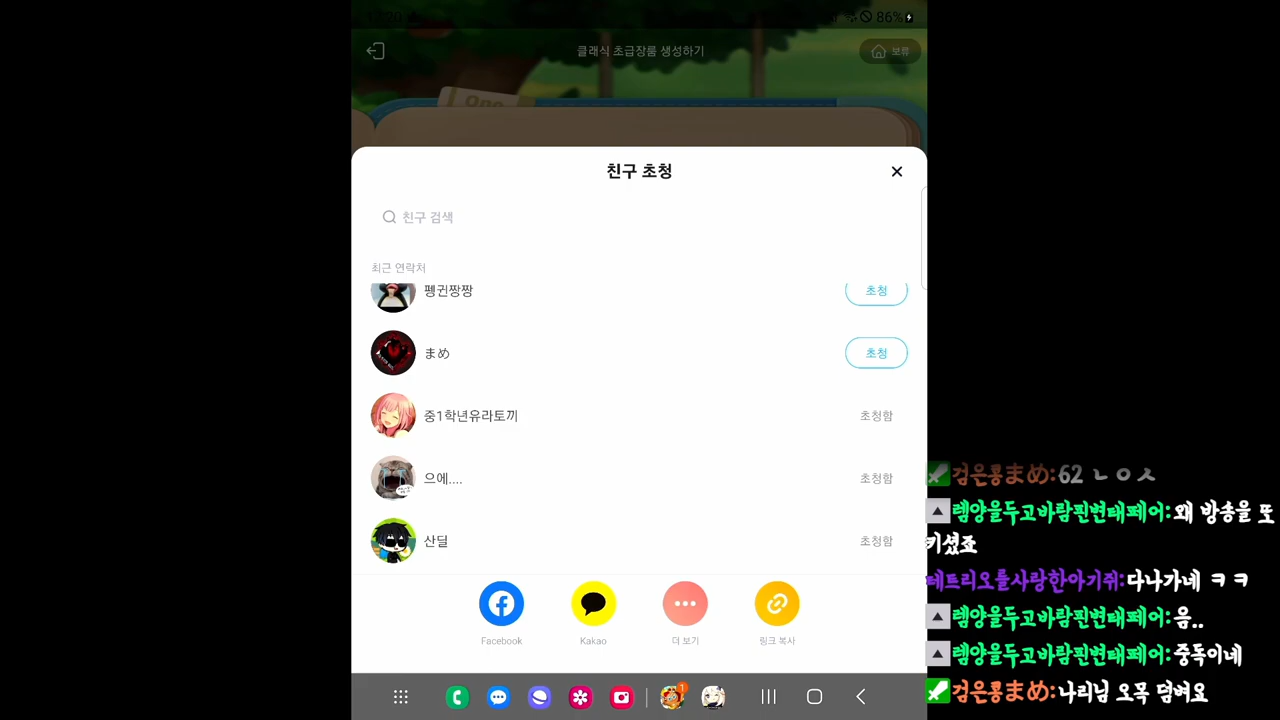 86%
클래식 초급장룸 생성하기
보류
One
친구 초청
친구 검색
최근 연락처
펭귄짱짱
초청
まめ
초청
중1학년유라토끼
초청함
으에....
초청함
산딜
초청함
Facebook
Kakao
더 보기
링크 복사
1
검은콩まめ:62 ㄴㅇㅅ
렘양을두고바람핀변태페어:왜 방송을 또
키셨죠
테트리오를사랑한아기쥐:다나가네 ㅋㅋ
렘양을두고바람핀변태페어:음..
렘양을두고바람핀변태페어:중독이네
검은콩まめ:나리님 오목 덤벼요